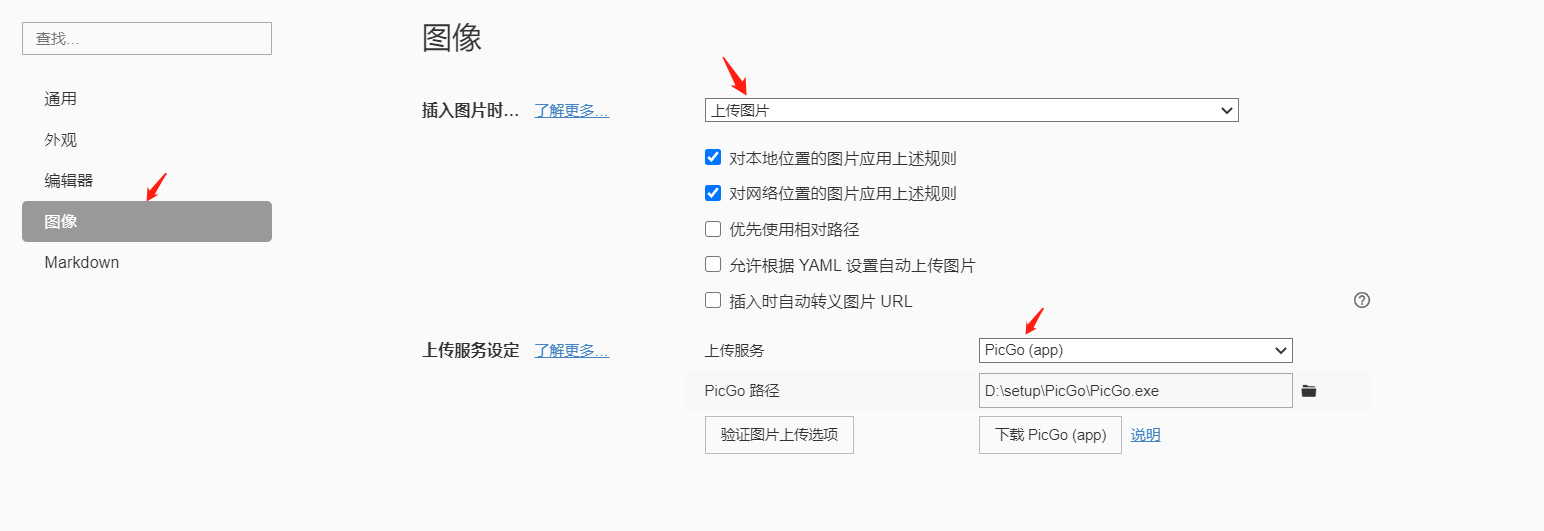 查找...
通用
外观
编辑器
图像
Markdown
图像
插入图片时... 了解更多... 上传图片
对本地位置的图片应用上述规则
对网络位置的图片应用上述规则
优先使用相对路径
允许根据 YAML 设置自动上传图片
插入时自动转义图片 URL
上传服务设定 了解更多... 上传服务 PicGo (app)
PicGo 路径 D:\setup\PicGo\PicGo.exe
验证图片上传选项 下载 PicGo (app) 说明